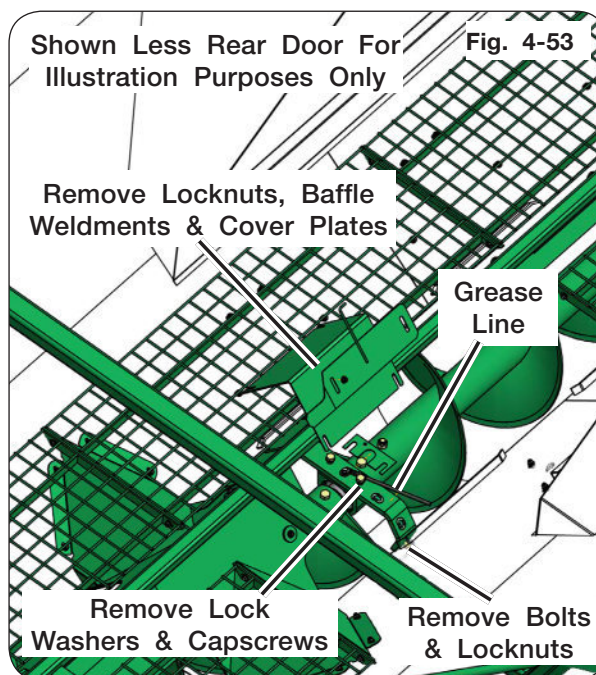 Shown Less Rear Door For
Illustration Purposes Only
Fig. 4-53
Remove Locknuts, Baffle
Weldments & Cover Plates
Grease
Line
Remove Lock
Washers & Capscrews
Remove Bolts
& Locknuts